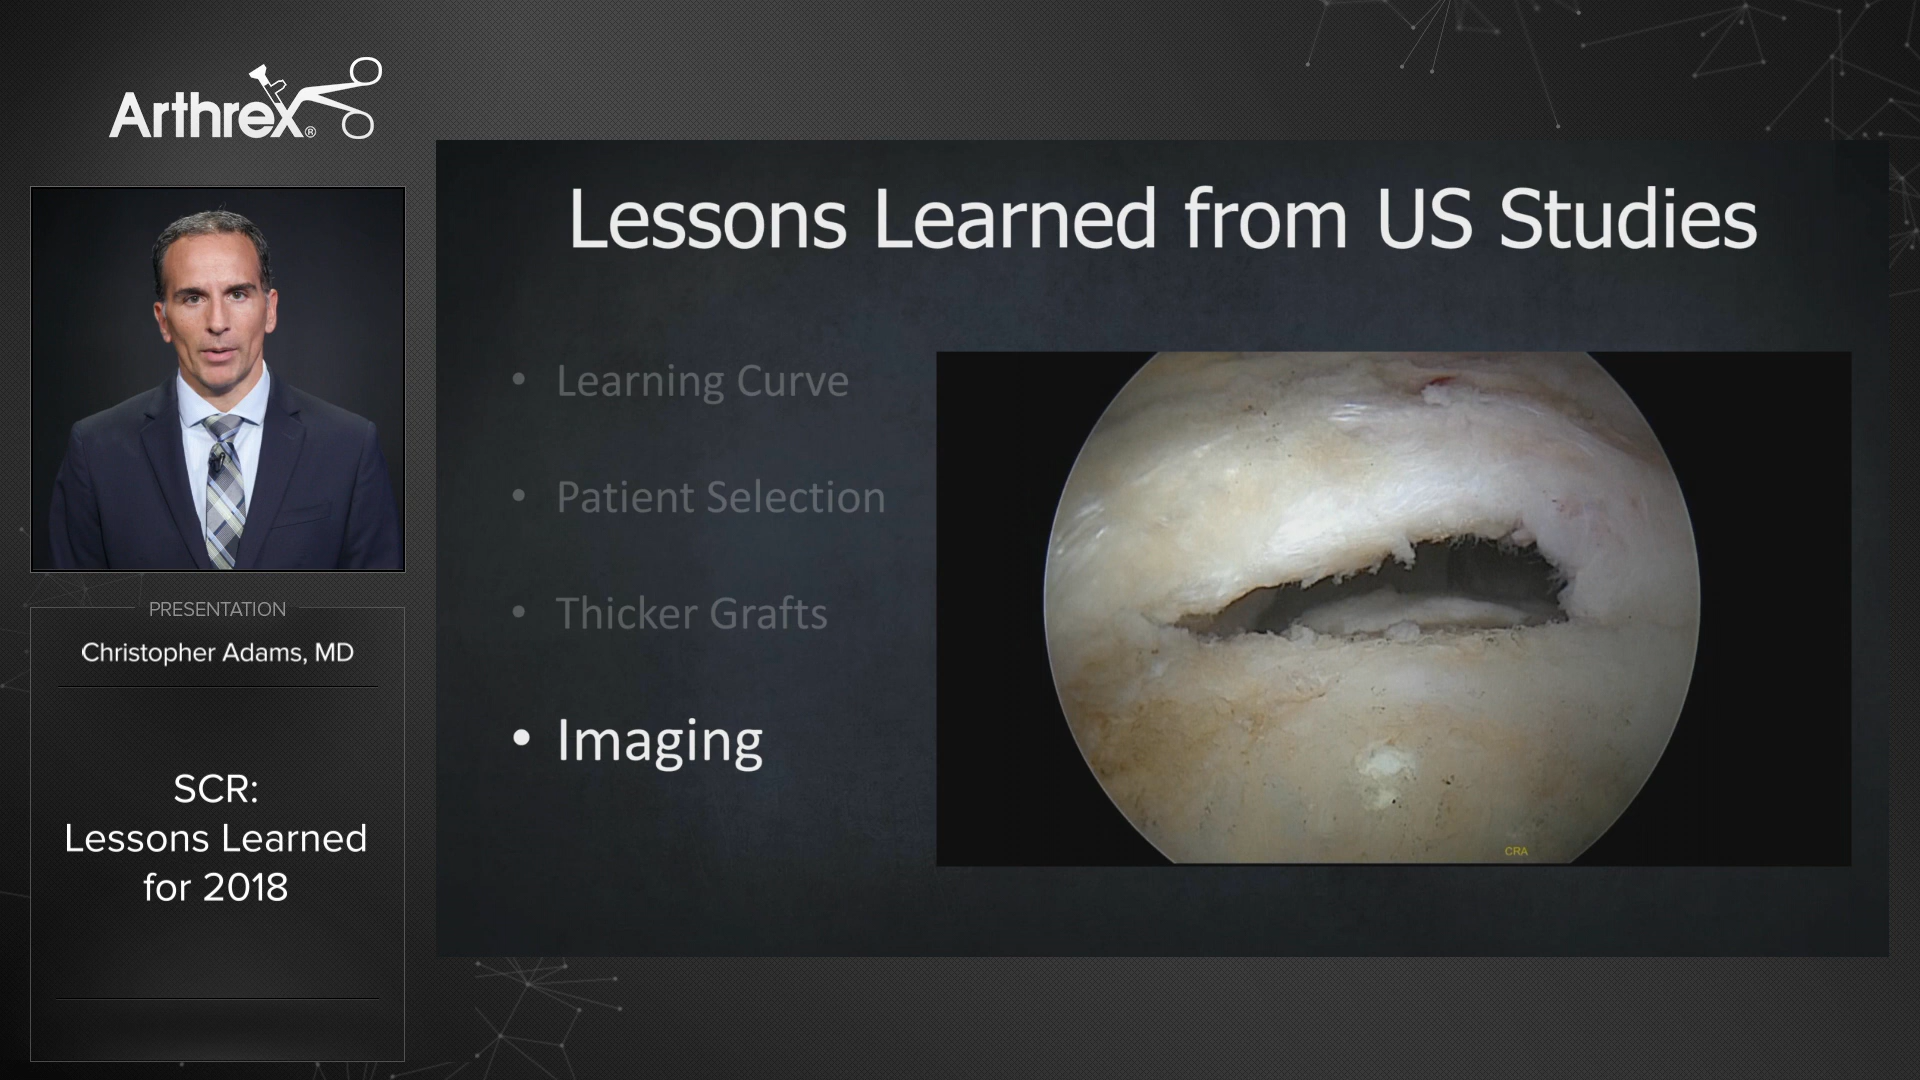 Arthrex®
Lessons Learned from US Studies
• Learning Curve
• Patient Selection
• Thicker Grafts
• Imaging
CRA
PRESENTATION
Christopher Adams, MD
SCR:
Lessons Learned
for 2018